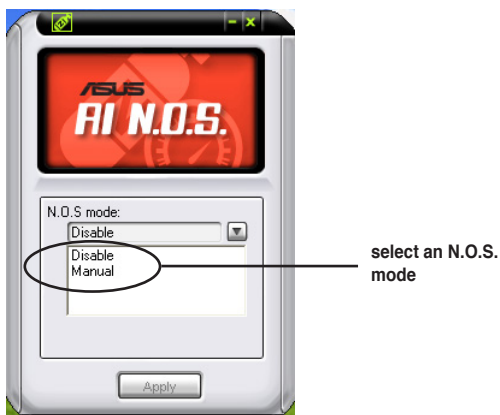 ASUS
AI N.O.S.
N.O.S mode:
Disable
Disable
Manual
select an N.O.S.
mode
Apply